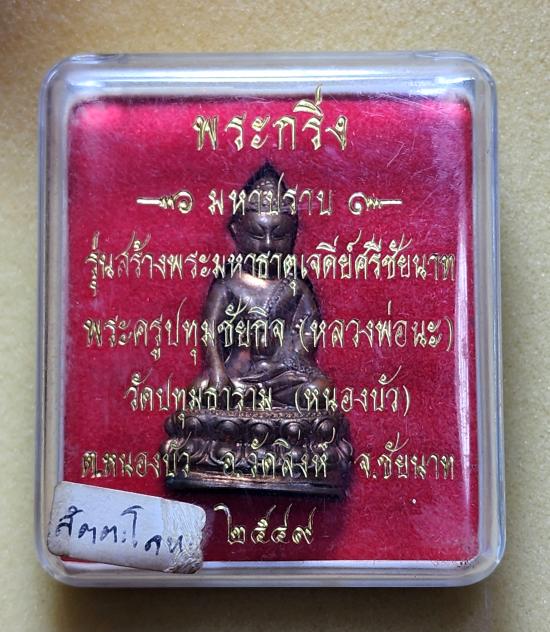 พระกริ่ง
มหาปราบ
รุ่นสร้างพระมหาธาตุเจดีย์ศรีชัยนาท
พระครูปทุมชัยกิจ (หลวงพ่อนะ)
วัดปทุมธาราม (หนองบัว)
ต.หนองบัว อ.วัดสิงห์ จ.ชัยนาท
๒๕๔๙
สัตตะโลหะ